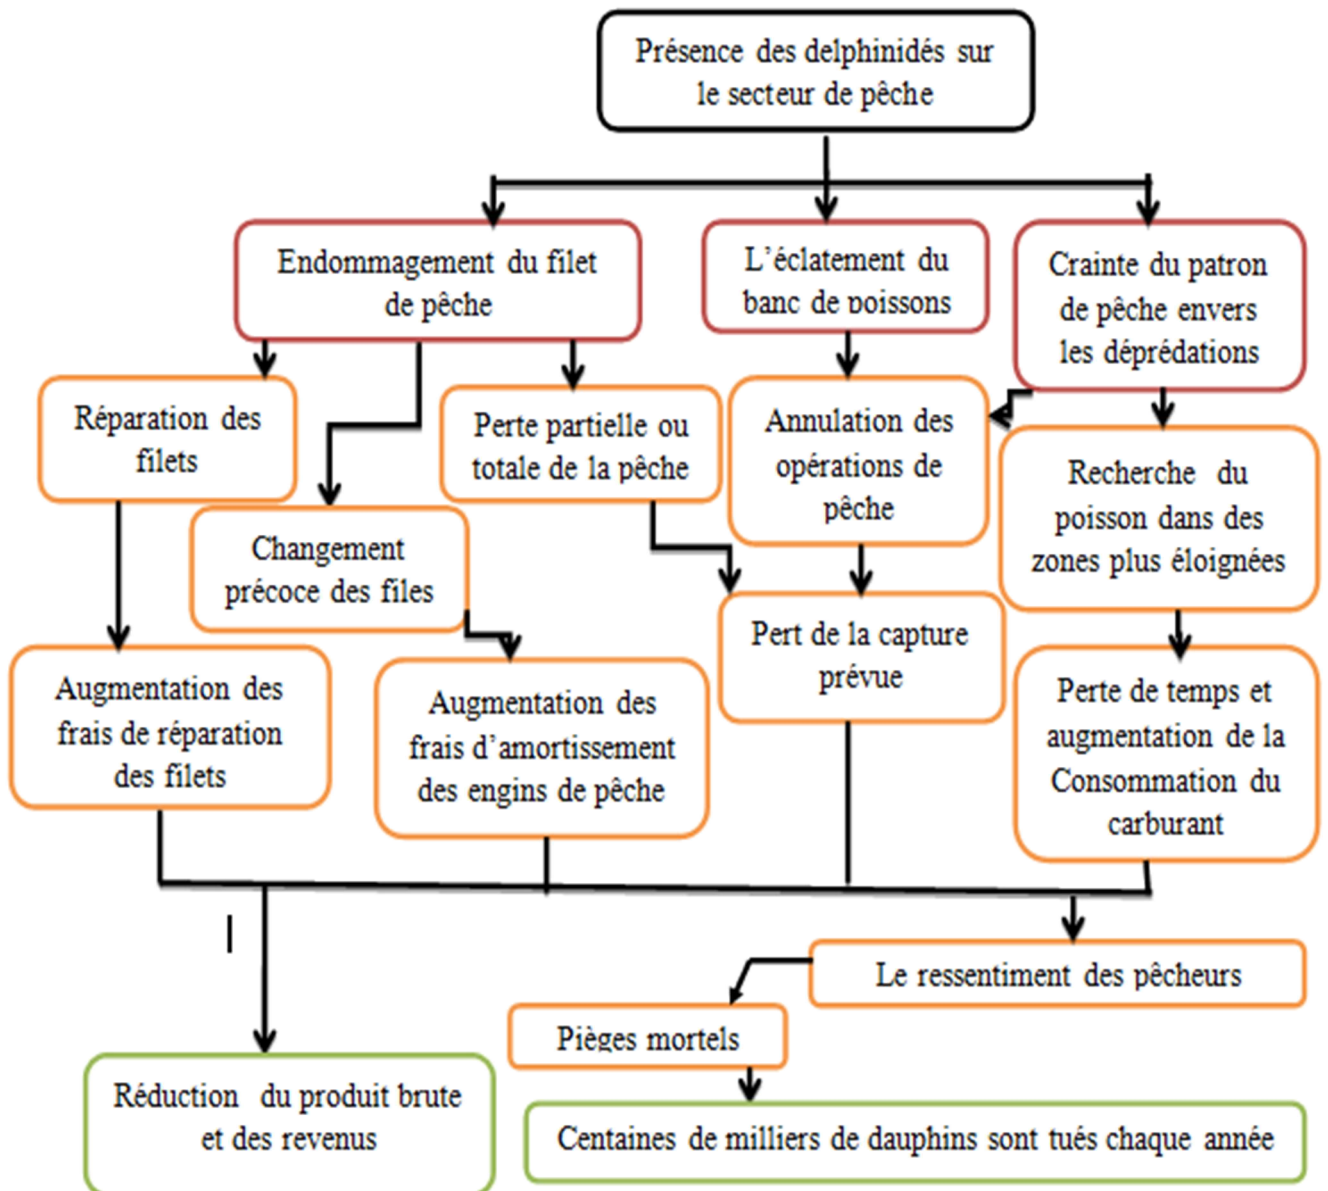 Présence des delphinidés sur
le secteur de pêche
Endommagement du filet
de pêche
L'éclatement du
banc de poissons
Crainte du patron
de pêche envers
les déprédations
Réparation des
filets
Perte partielle ou
totale de la pêche
Annulation des
opérations de
pêche
Recherche du
poisson dans des
zones plus éloignées
Changement
précoce des files
Pert de la capture
prévue
Augmentation des
frais de réparation
des filets
Augmentation des
frais d'amortissement
des engins de pêche
Perte de temps et
augmentation de la
Consommation du
carburant
Le ressentiment des pêcheurs
Pièges mortels
Réduction du produit brute
et des revenus
Centaines de milliers de dauphins sont tués chaque année